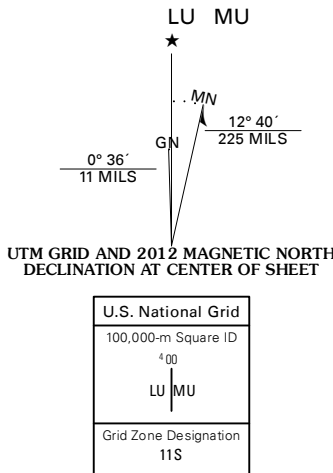 LU MU
★
MN
GN
12° 40´
225 MILS
0° 36´
11 MILS
UTM GRID AND 2012 MAGNETIC NORTH
DECLINATION AT CENTER OF SHEET
U.S. National Grid
100,000-m Square ID
⁴00
LU MU
Grid Zone Designation
11S